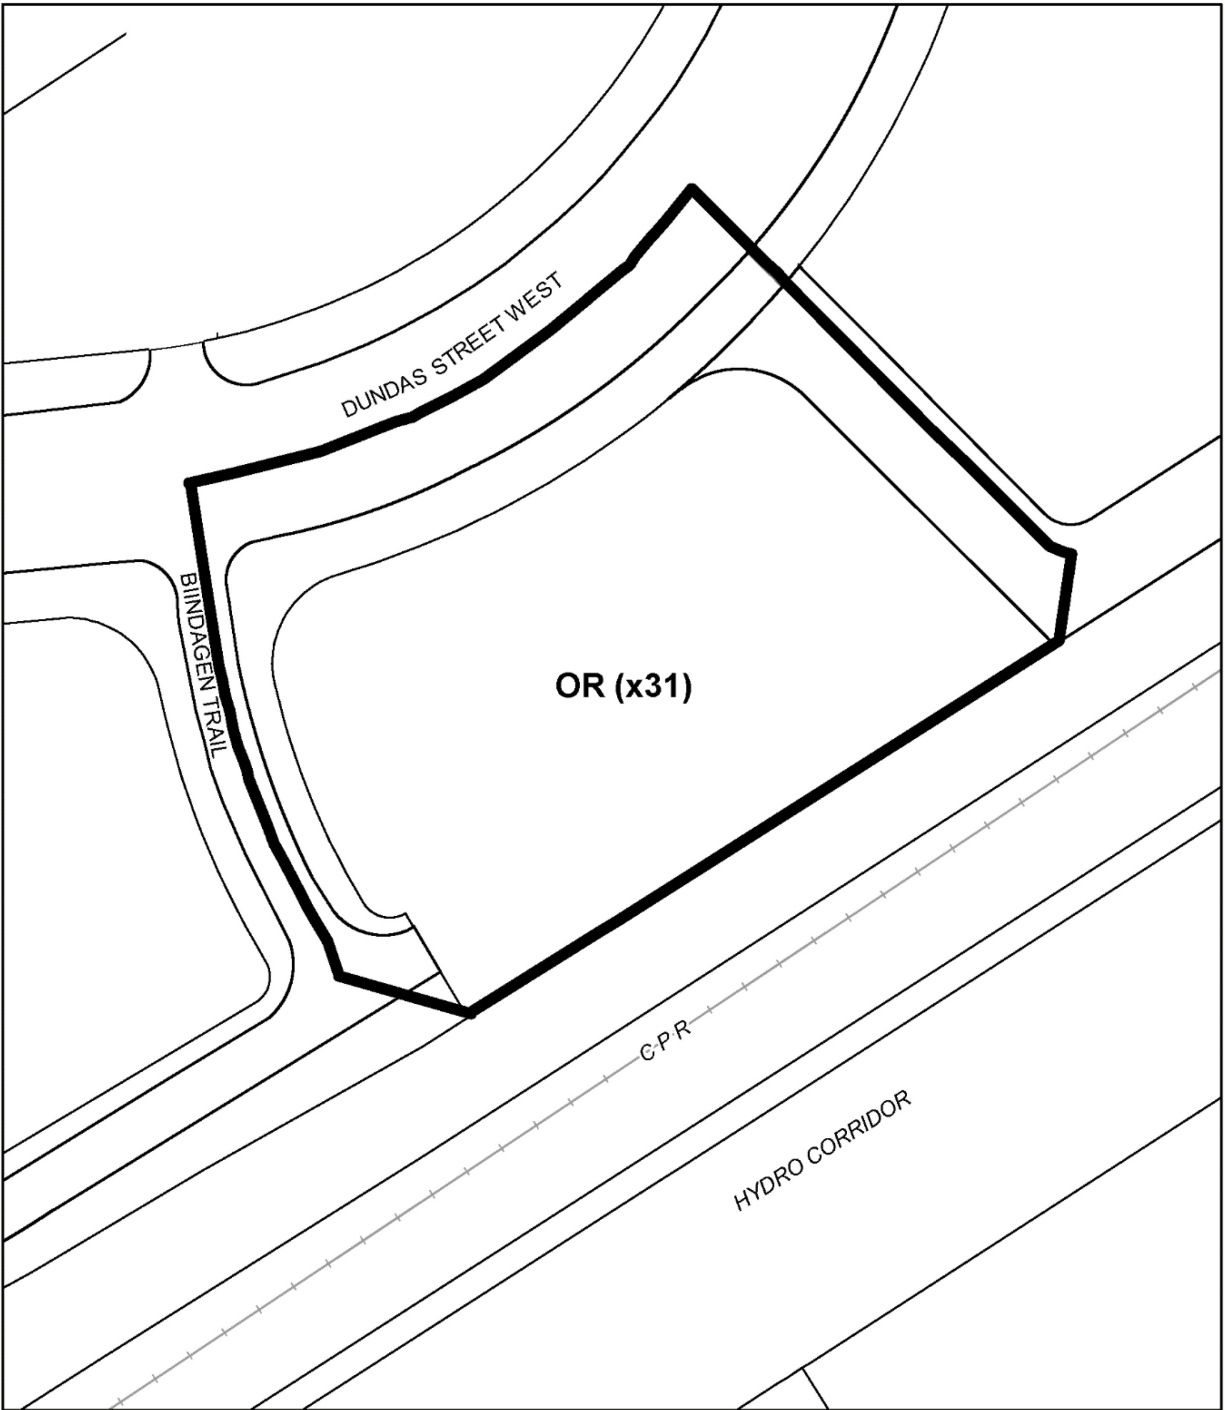 DUNDAS STREET WEST
BIINDAGEN TRAIL
OR (x31)
C P R
HYDRO CORRIDOR